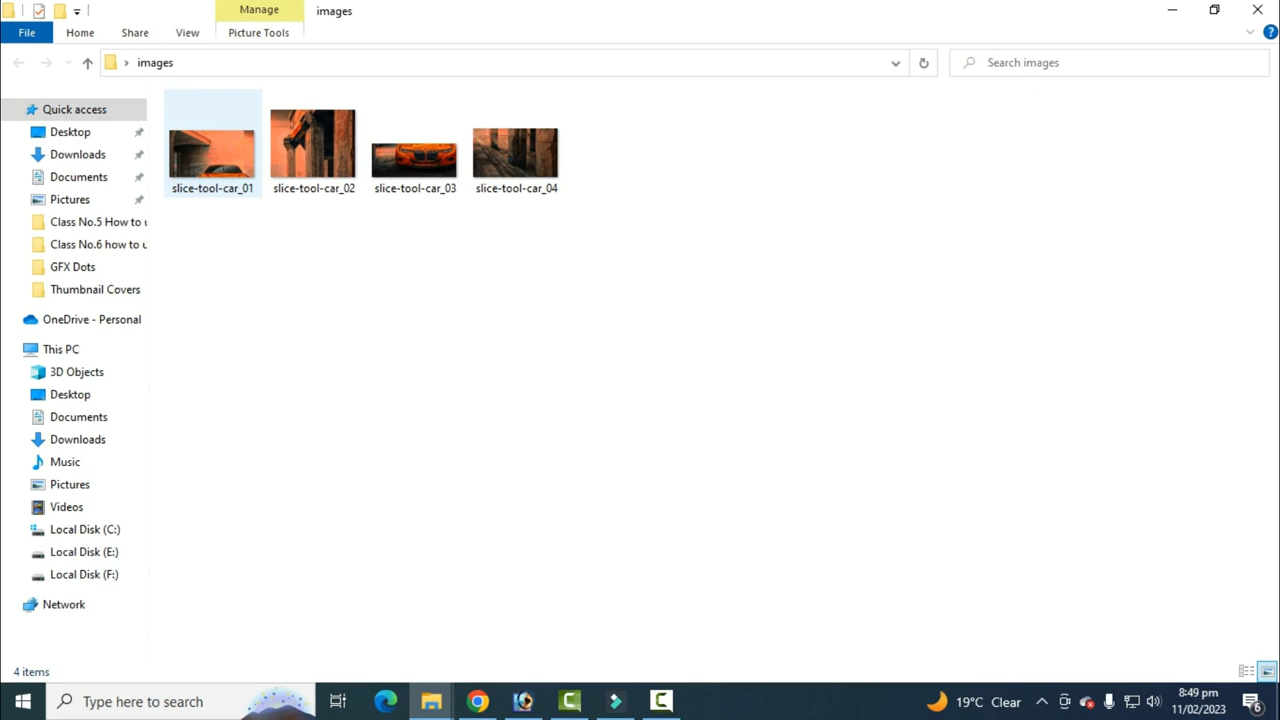 Manage
images
File
Home
Share
View
Picture Tools
images
Search images
Quick access
Desktop
Downloads
Documents
Pictures
Class No.5 How to u
Class No.6 how to u
GFX Dots
Thumbnail Covers
OneDrive - Personal
This PC
3D Objects
Desktop
Documents
Downloads
Music
Pictures
Videos
Local Disk (C:)
Local Disk (E:)
Local Disk (F:)
Network
slice-tool-car_01
slice-tool-car_02
slice-tool-car_03
slice-tool-car_04
4 items
Type here to search
19°C Clear
8:49 pm
11/02/2023
6